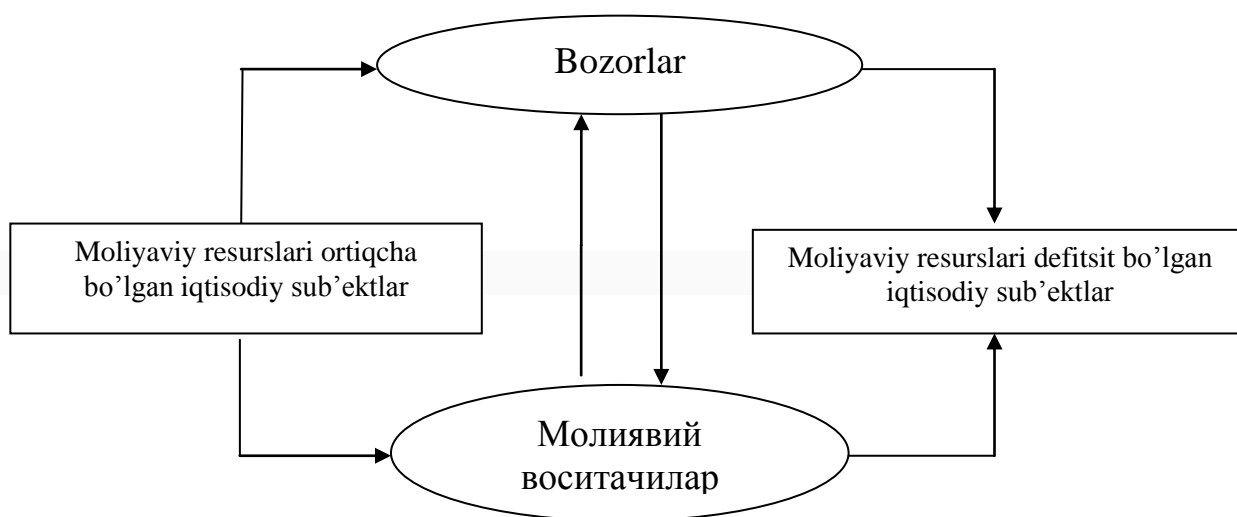 Bozorlar
Moliyaviy resurslari ortiqcha
bo’lgan iqtisodiy sub’ektlar
Moliyaviy resurslari defitsit bo’lgan
iqtisodiy sub’ektlar
Молиявий
воситачилар